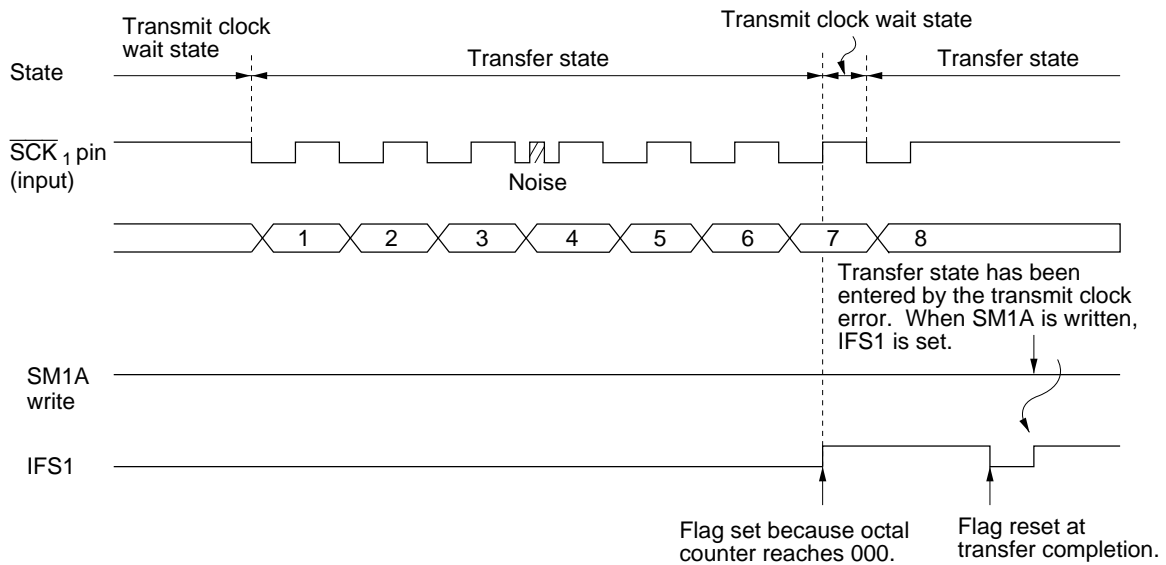 Transmit clock
wait state
Transmit clock wait state
State
Transfer state
Transfer state
SCK 1 pin
(input)
Noise
1 2 3 4 5 6 7 8
Transfer state has been
entered by the transmit clock
error. When SM1A is written,
IFS1 is set.
SM1A
write
IFS1
Flag set because octal
counter reaches 000.
Flag reset at
transfer completion.